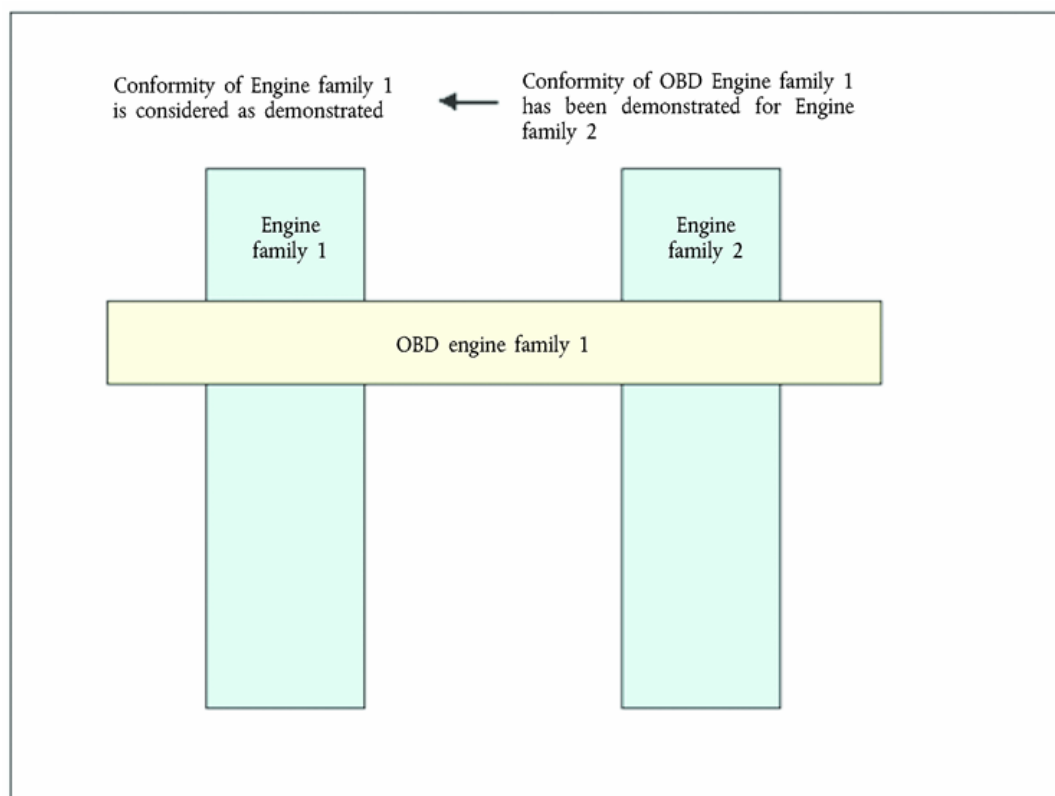 Conformity of Engine family 1
is considered as demonstrated
Conformity of OBD Engine family 1
has been demonstrated for Engine
family 2
Engine
family 1
Engine
family 2
OBD engine family 1